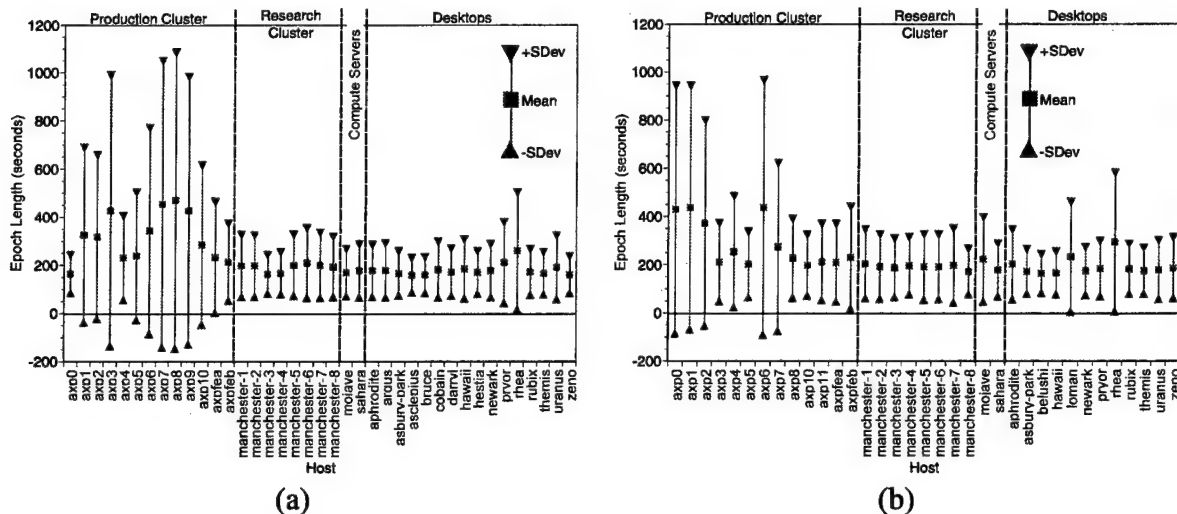 Production Cluster
Research
Cluster
Desktops
1200
1000
800
600
400
200
0
-200
Epoch Length (seconds)
Compute Servers
+SDev
Mean
-SDev
axp0
axp1
axp2
axp3
axp4
axp5
axp6
axp7
axp8
axp9
axp10
axpfea
axpfeb
manchester-1
manchester-2
manchester-3
manchester-4
manchester-5
manchester-6
manchester-7
manchester-8
mojave
sahara
aphrodite
arous
asbury-park
asclepius
bruce
cobain
darryl
hawaii
hestia
newark
pryor
rhea
rubix
themis
uranus
zeno
Host
(a)
Production Cluster
Research
Cluster
Desktops
1200
1000
800
600
400
200
0
-200
Epoch Length (seconds)
Compute Servers
+SDev
Mean
-SDev
axp0
axp1
axp2
axp3
axp4
axp5
axp6
axp7
axp8
axp10
axp11
axpfea
axpfeb
manchester-1
manchester-2
manchester-3
manchester-4
manchester-5
manchester-6
manchester-7
manchester-8
mojave
sahara
aphrodite
asbury-park
belushi
hawaii
loman
newark
pryor
rhea
rubix
themis
uranus
zeno
Host
(b)